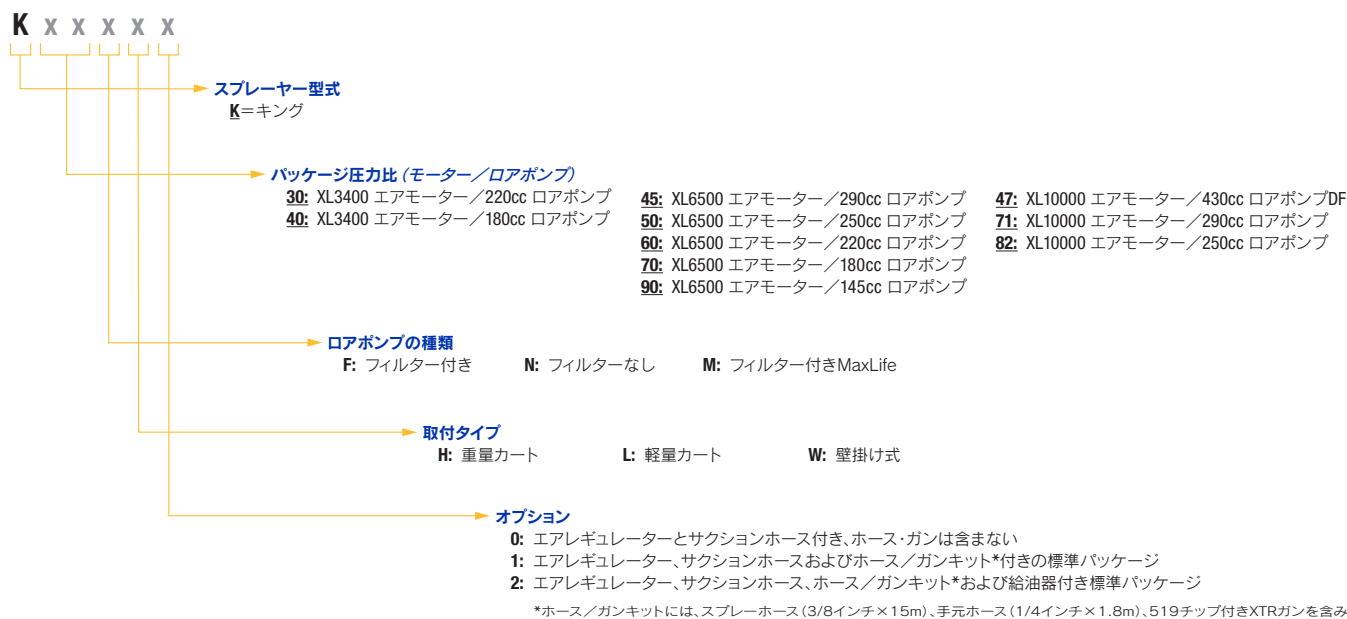 K x x x x x
スプレーヤー型式
K＝キング
パッケージ圧力比（モーター／ロアポンプ）
30: XL3400 エアモーター／220cc ロアポンプ
40: XL3400 エアモーター／180cc ロアポンプ
45: XL6500 エアモーター／290cc ロアポンプ
50: XL6500 エアモーター／250cc ロアポンプ
60: XL6500 エアモーター／220cc ロアポンプ
70: XL6500 エアモーター／180cc ロアポンプ
90: XL6500 エアモーター／145cc ロアポンプ
47: XL10000 エアモーター／430cc ロアポンプDF
71: XL10000 エアモーター／290cc ロアポンプ
82: XL10000 エアモーター／250cc ロアポンプ
ロアポンプの種類
F: フィルター付き N: フィルターなし M: フィルター付きMaxLife
取付タイプ
H: 重量カート L: 軽量カート W: 壁掛け式
オプション
0: エアレギュレーターとサクションホース付き、ホース・ガンは含まない
1: エアレギュレーター、サクションホースおよびホース／ガンキット*付きの標準パッケージ
2: エアレギュレーター、サクションホース、ホース／ガンキット*および給油器付き標準パッケージ
*ホース／ガンキットには、スプレーホース（3/8インチ×15m）、手元ホース（1/4インチ×1.8m）、519チップ付きXTRガンを含み